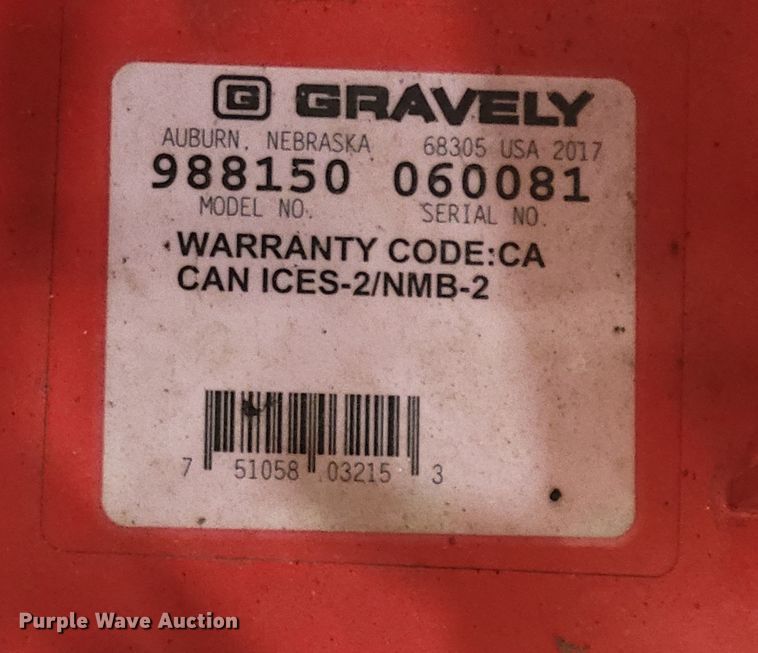 G GRAVELY
AUBURN, NEBRASKA 68305 USA 2017
988150 060081
MODEL NO. SERIAL NO.
WARRANTY CODE:CA
CAN ICES-2/NMB-2
7 51058 03215 3
Purple Wave Auction